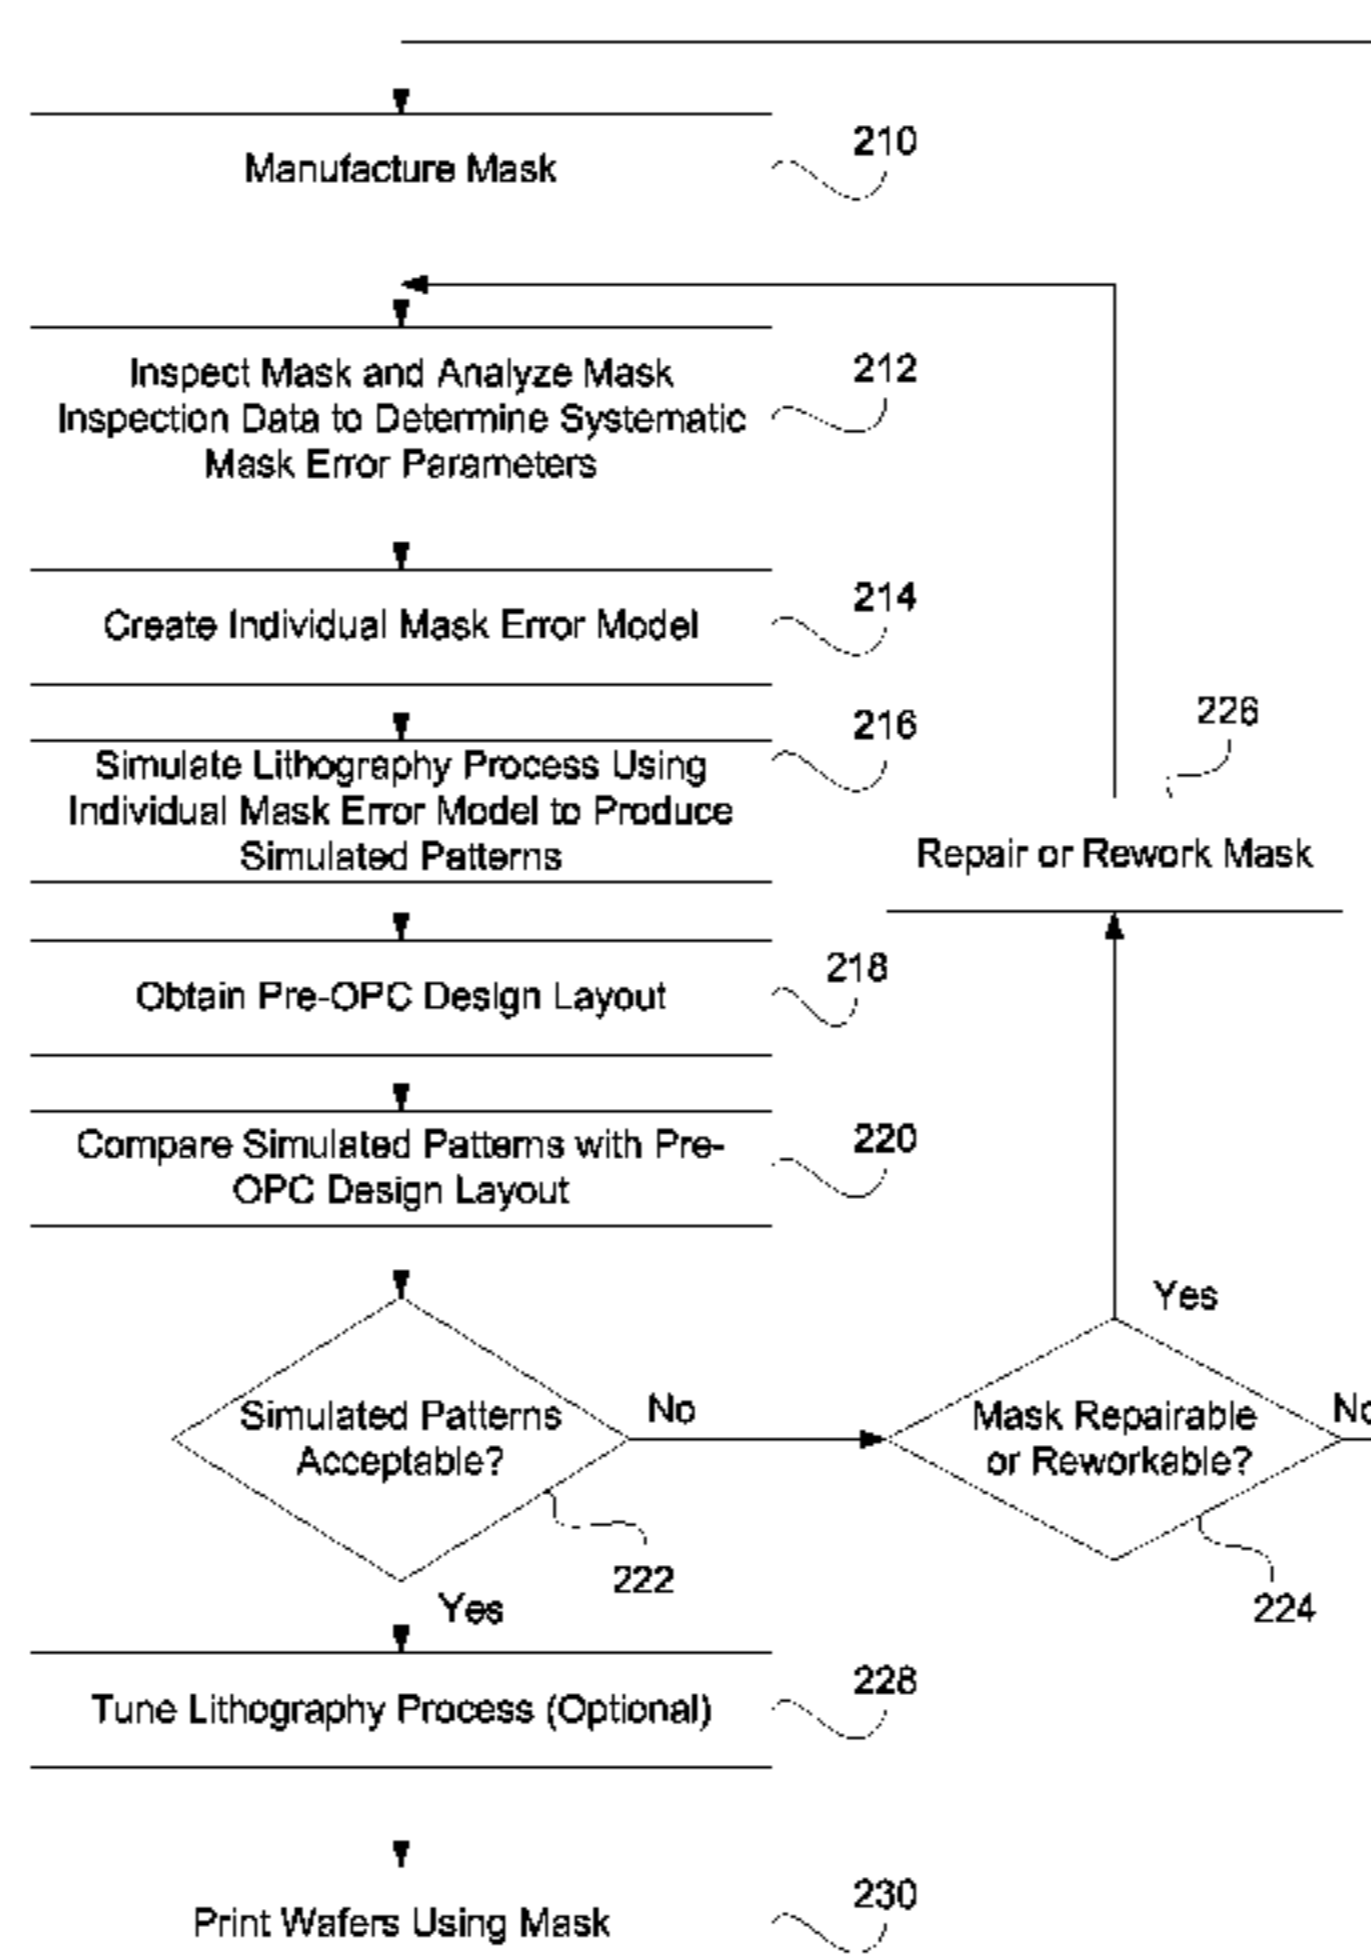 Manufacture Mask
210
Inspect Mask and Analyze Mask
Inspection Data to Determine Systematic
Mask Error Parameters
212
Create Individual Mask Error Model
214
Simulate Lithography Process Using
Individual Mask Error Model to Produce
Simulated Patterns
216
226
Repair or Rework Mask
Obtain Pre-OPC Design Layout
218
Compare Simulated Patterns with Pre-
OPC Design Layout
220
Simulated Patterns
Acceptable?
No
222
Yes
Yes
Mask Repairable
or Reworkable?
No
224
Tune Lithography Process (Optional)
228
Print Wafers Using Mask
230